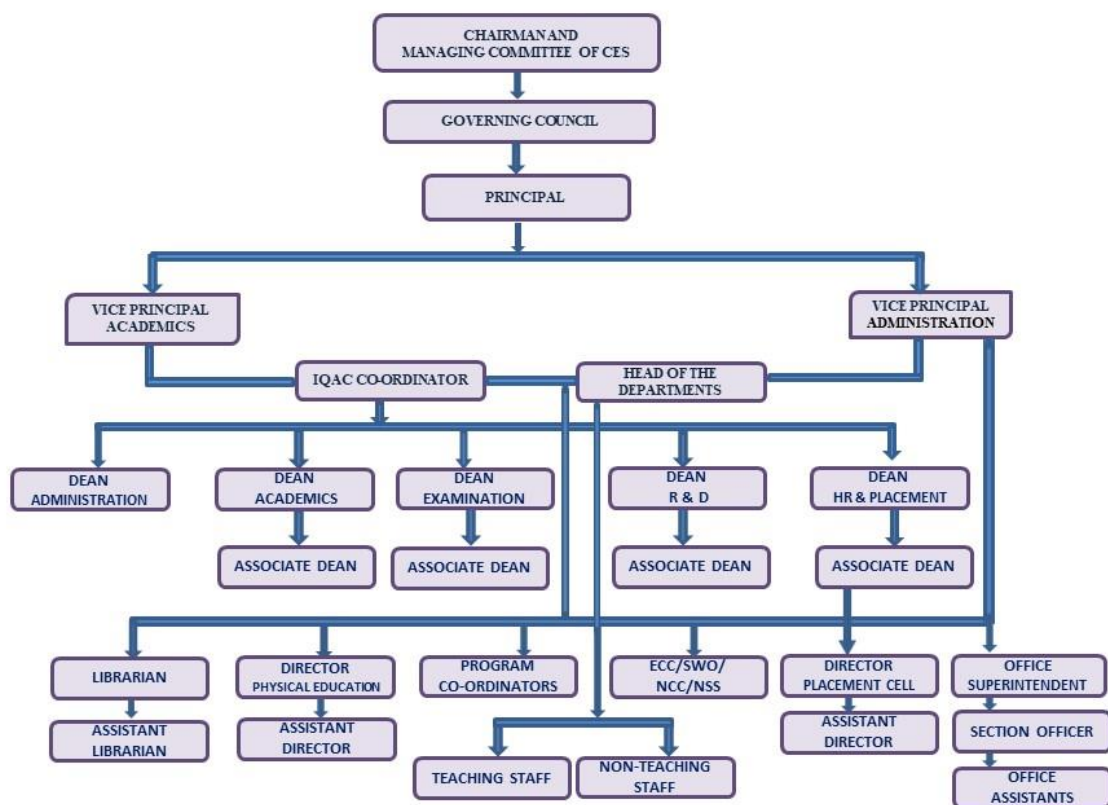 CHAIRMAN AND
MANAGING COMMITTEE OF CES
GOVERNING COUNCIL
PRINCIPAL
VICE PRINCIPAL
ACADEMICS
VICE PRINCIPAL
ADMINISTRATION
IQAC CO-ORDINATOR
HEAD OF THE
DEPARTMENTS
DEAN
ADMINISTRATION
DEAN
ACADEMICS
DEAN
EXAMINATION
DEAN
R & D
DEAN
HR & PLACEMENT
ASSOCIATE DEAN
ASSOCIATE DEAN
ASSOCIATE DEAN
ASSOCIATE DEAN
LIBRARIAN
DIRECTOR
PHYSICAL EDUCATION
PROGRAM
CO-ORDINATORS
ECC/SWO/
NCC/NSS
DIRECTOR
PLACEMENT CELL
OFFICE
SUPERINTENDENT
ASSISTANT
LIBRARIAN
ASSISTANT
DIRECTOR
ASSISTANT
DIRECTOR
SECTION OFFICER
TEACHING STAFF
NON-TEACHING
STAFF
OFFICE
ASSISTANTS